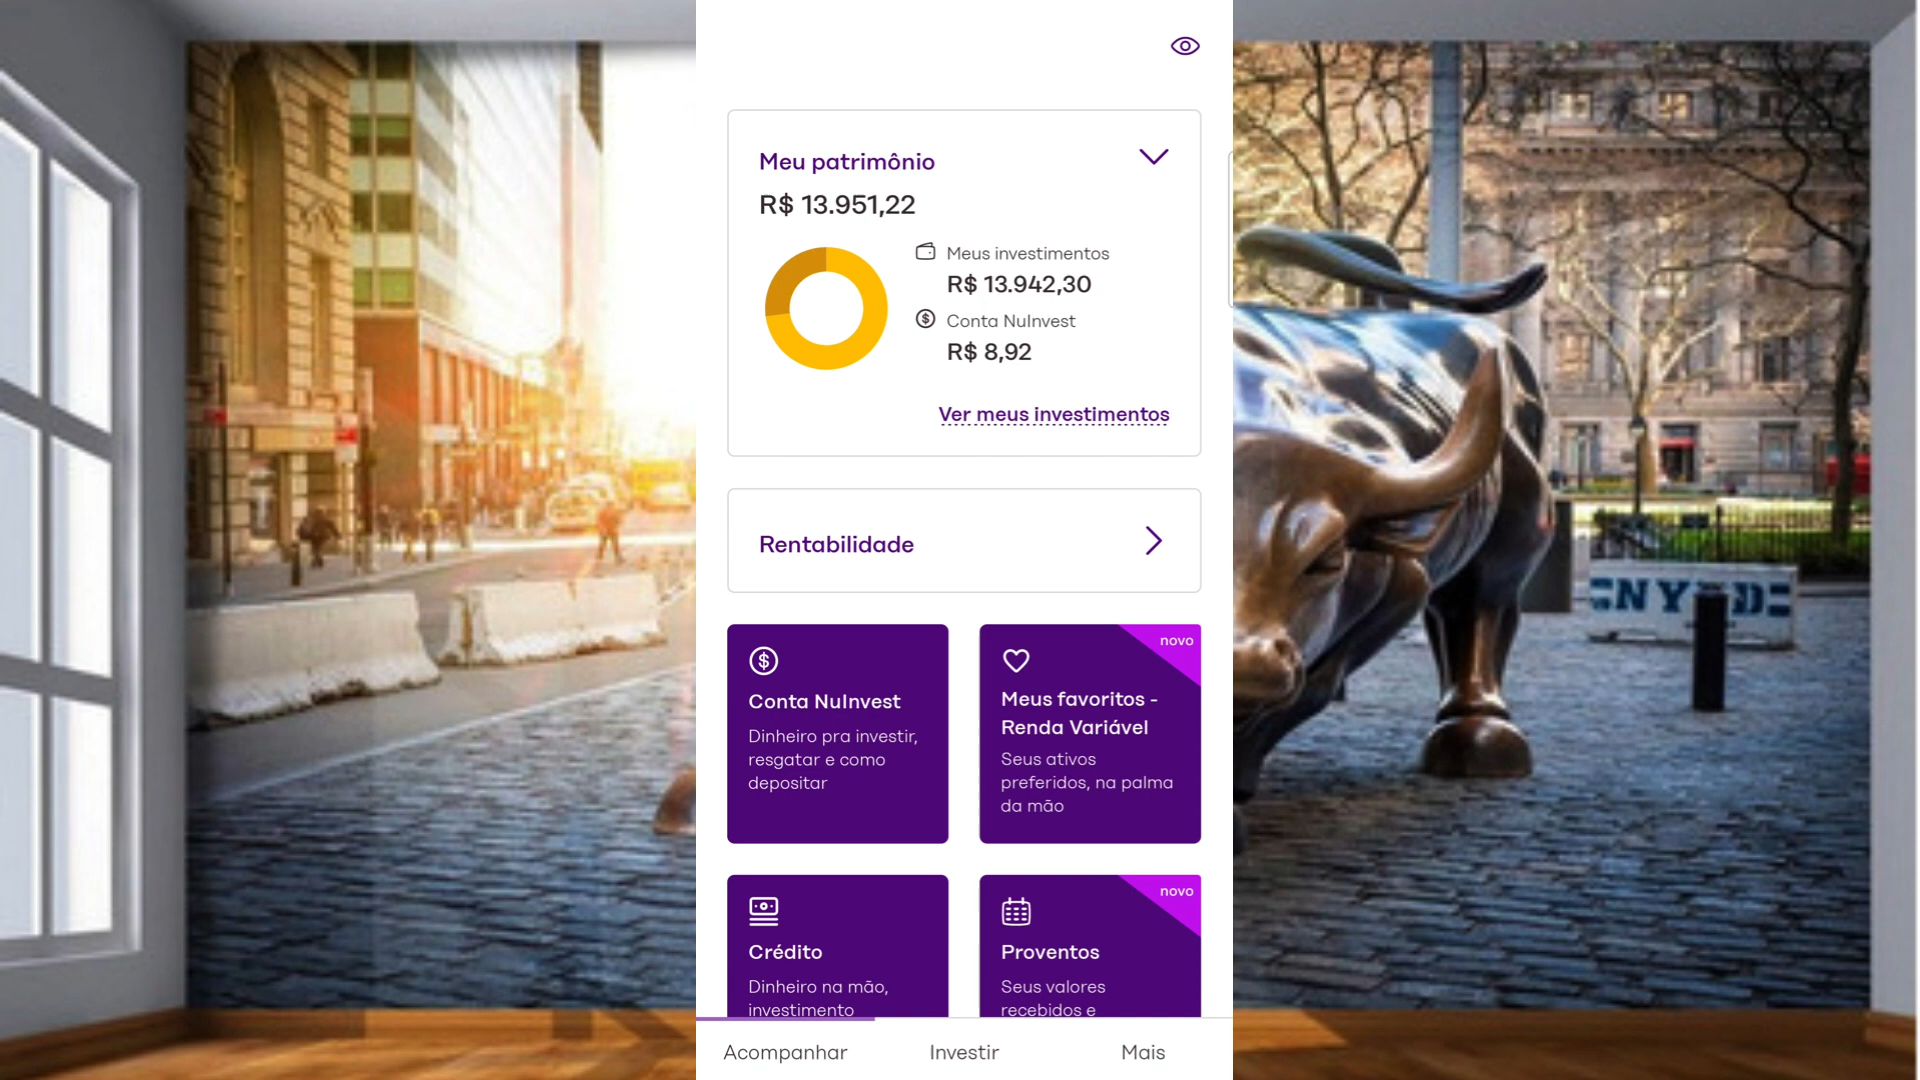 Meu patrimônio
R$ 13.951,22
Meus investimentos
R$ 13.942,30
Conta NuInvest
R$ 8,92
Ver meus investimentos
Rentabilidade
Conta NuInvest
Dinheiro pra investir,
resgatar e como
depositar
novo
Meus favoritos -
Renda Variável
Seus ativos
preferidos, na palma
da mão
Crédito
Dinheiro na mão,
investimento
novo
Proventos
Seus valores
recebidos e
Acompanhar
Investir
Mais
NYPD